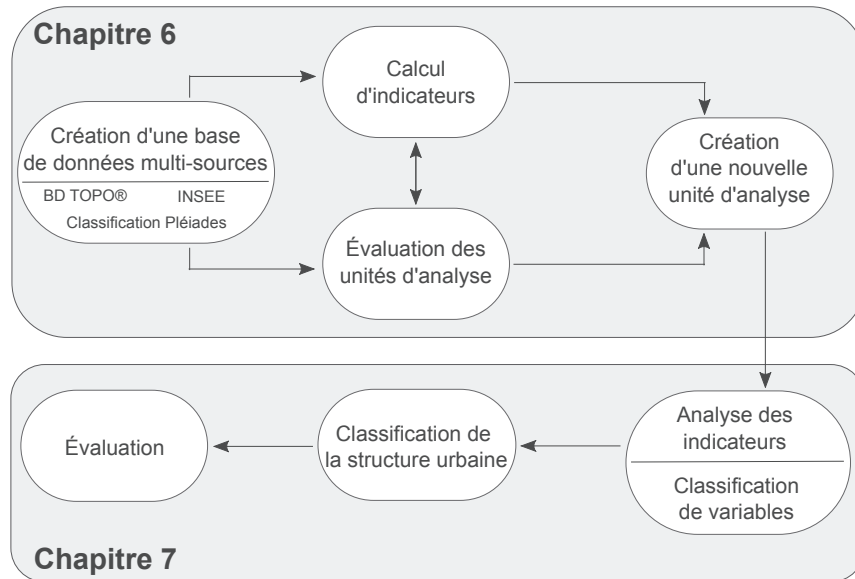 Chapitre 6
Calcul
d'indicateurs
Création d'une base
de données multi-sources
BD TOPO® INSEE
Classification Pléiades
Création
d'une nouvelle
unité d'analyse
Évaluation des
unités d'analyse
Analyse des
indicateurs
Classification
de variables
Classification de
la structure urbaine
Évaluation
Chapitre 7